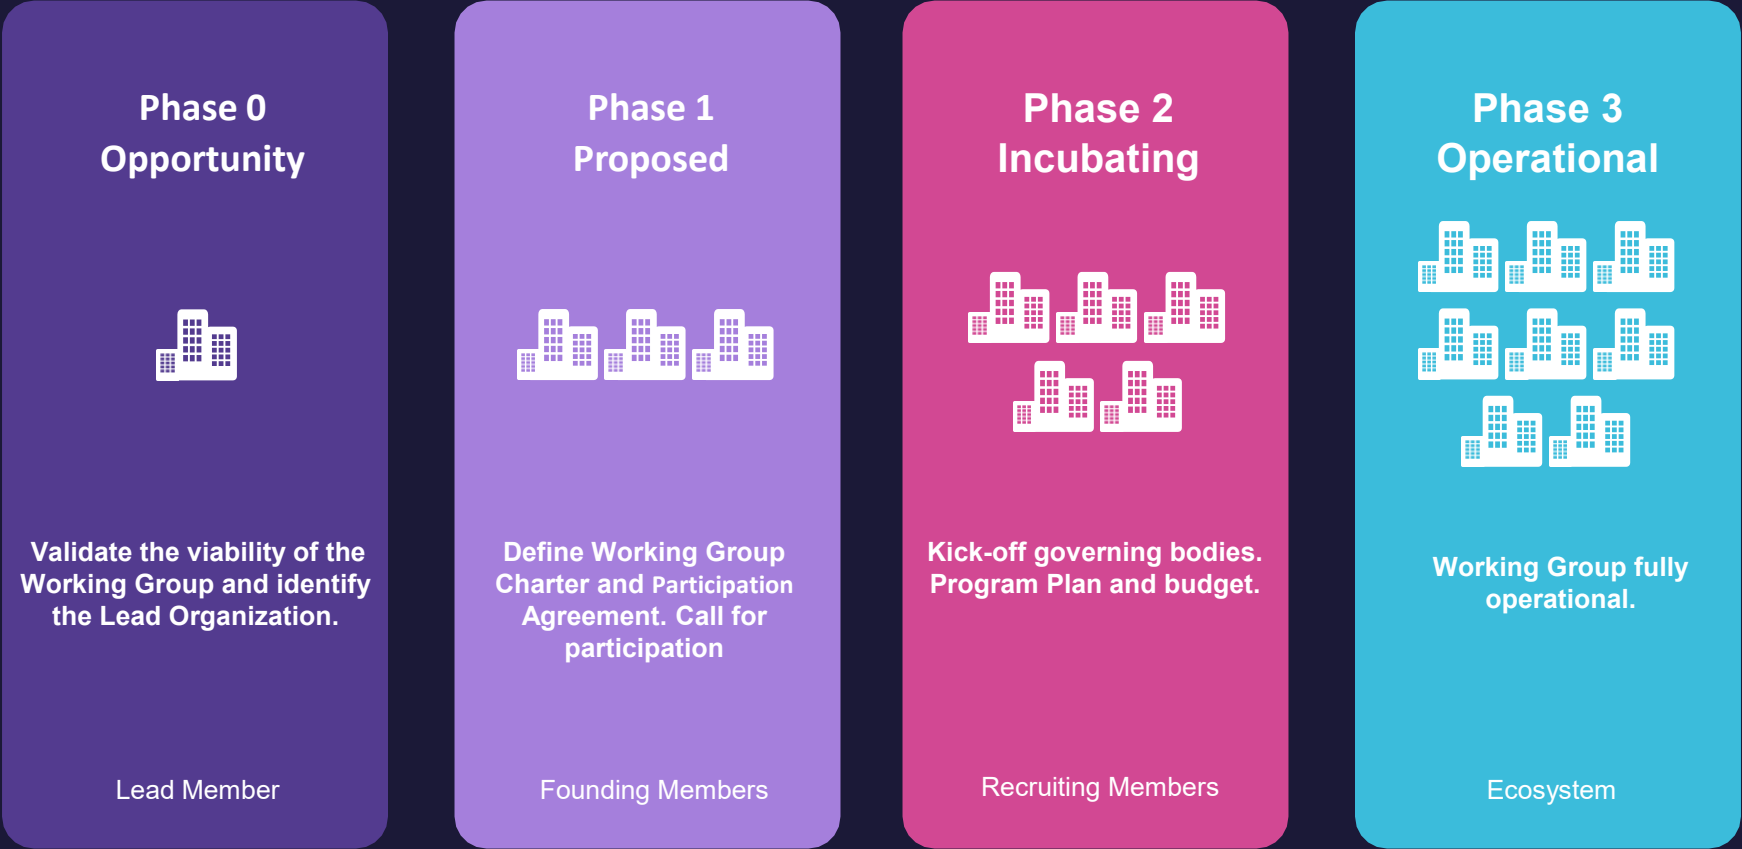 Phase 0
Opportunity
Validate the viability of the
Working Group and identify
the Lead Organization.
Lead Member
Phase 1
Proposed
Define Working Group
Charter and Participation
Agreement. Call for
participation
Founding Members
Phase 2
Incubating
Kick-off governing bodies.
Program Plan and budget.
Recruiting Members
Phase 3
Operational
Working Group fully
operational.
Ecosystem